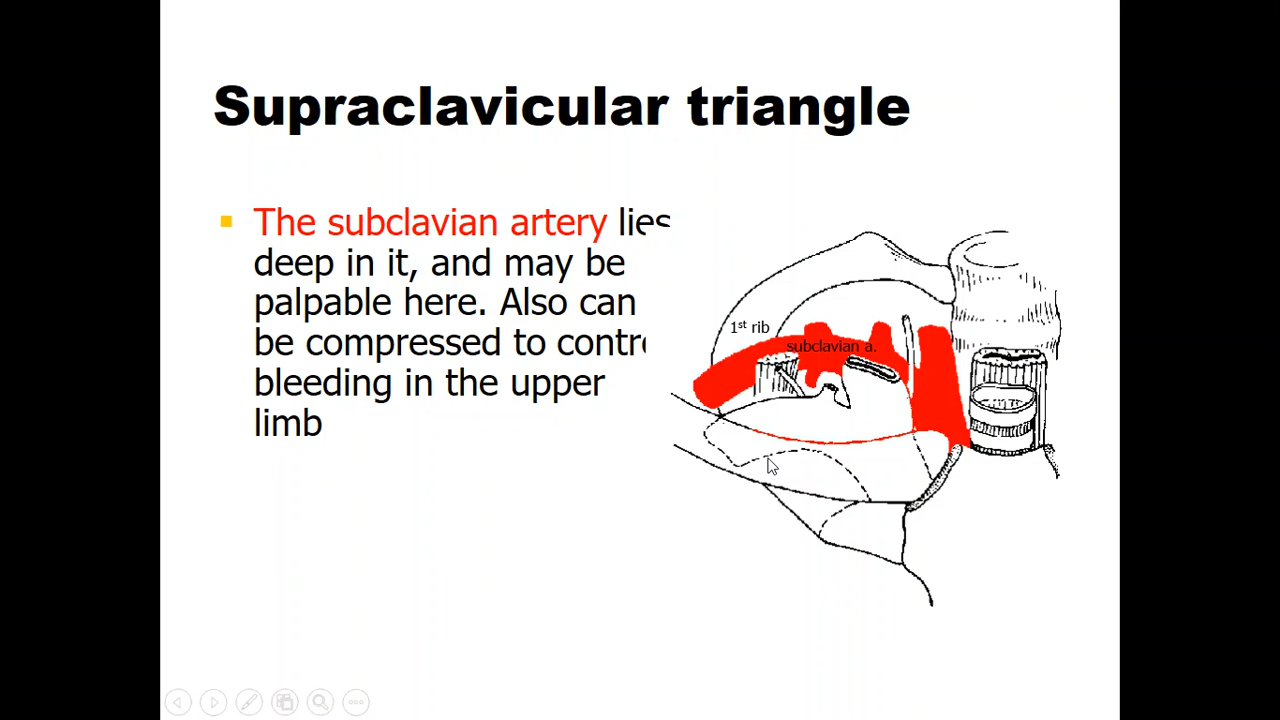 Supraclavicular triangle
The subclavian artery lies
deep in it, and may be
palpable here. Also can
be compressed to contr
bleeding in the upper
limb
1st rib
subclavian a.